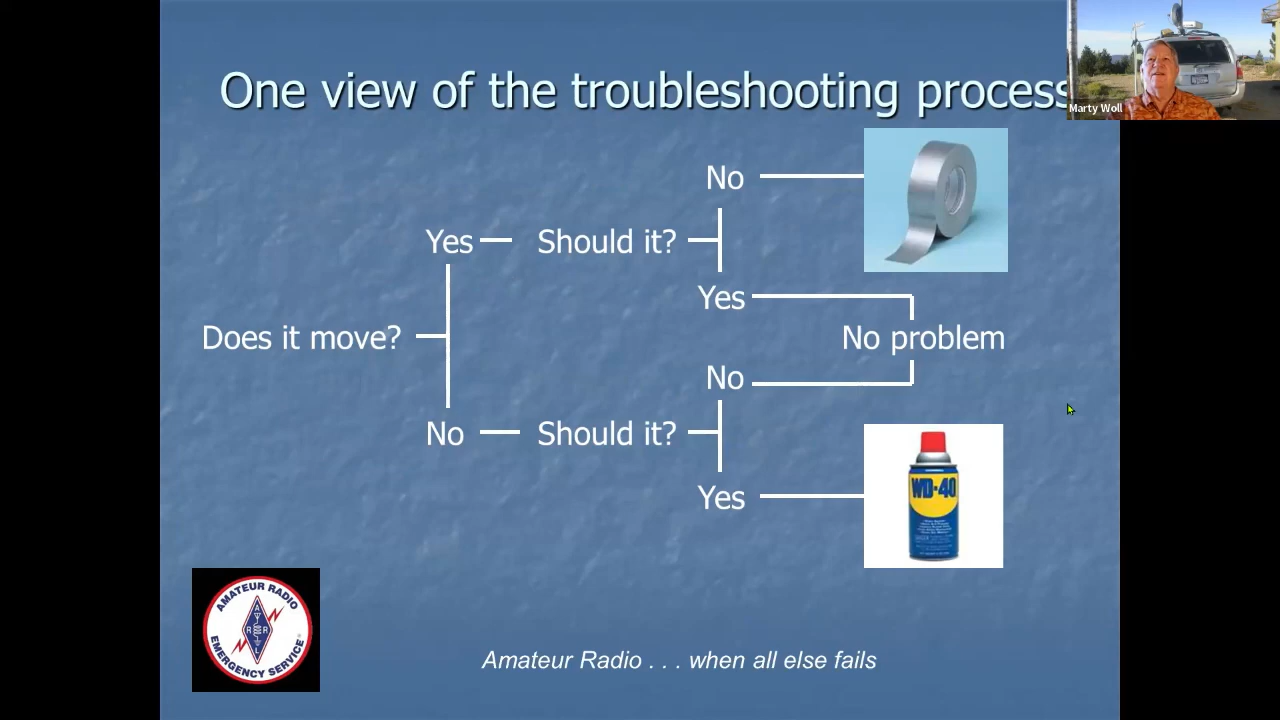 One view of the troubleshooting process
Marty Woll
No
Yes
Should it?
Yes
Does it move?
No problem
No
No
Should it?
Yes
WD-40
AMATEUR RADIO
A
R R
L
EMERGENCY SERVICE
Amateur Radio . . . when all else fails